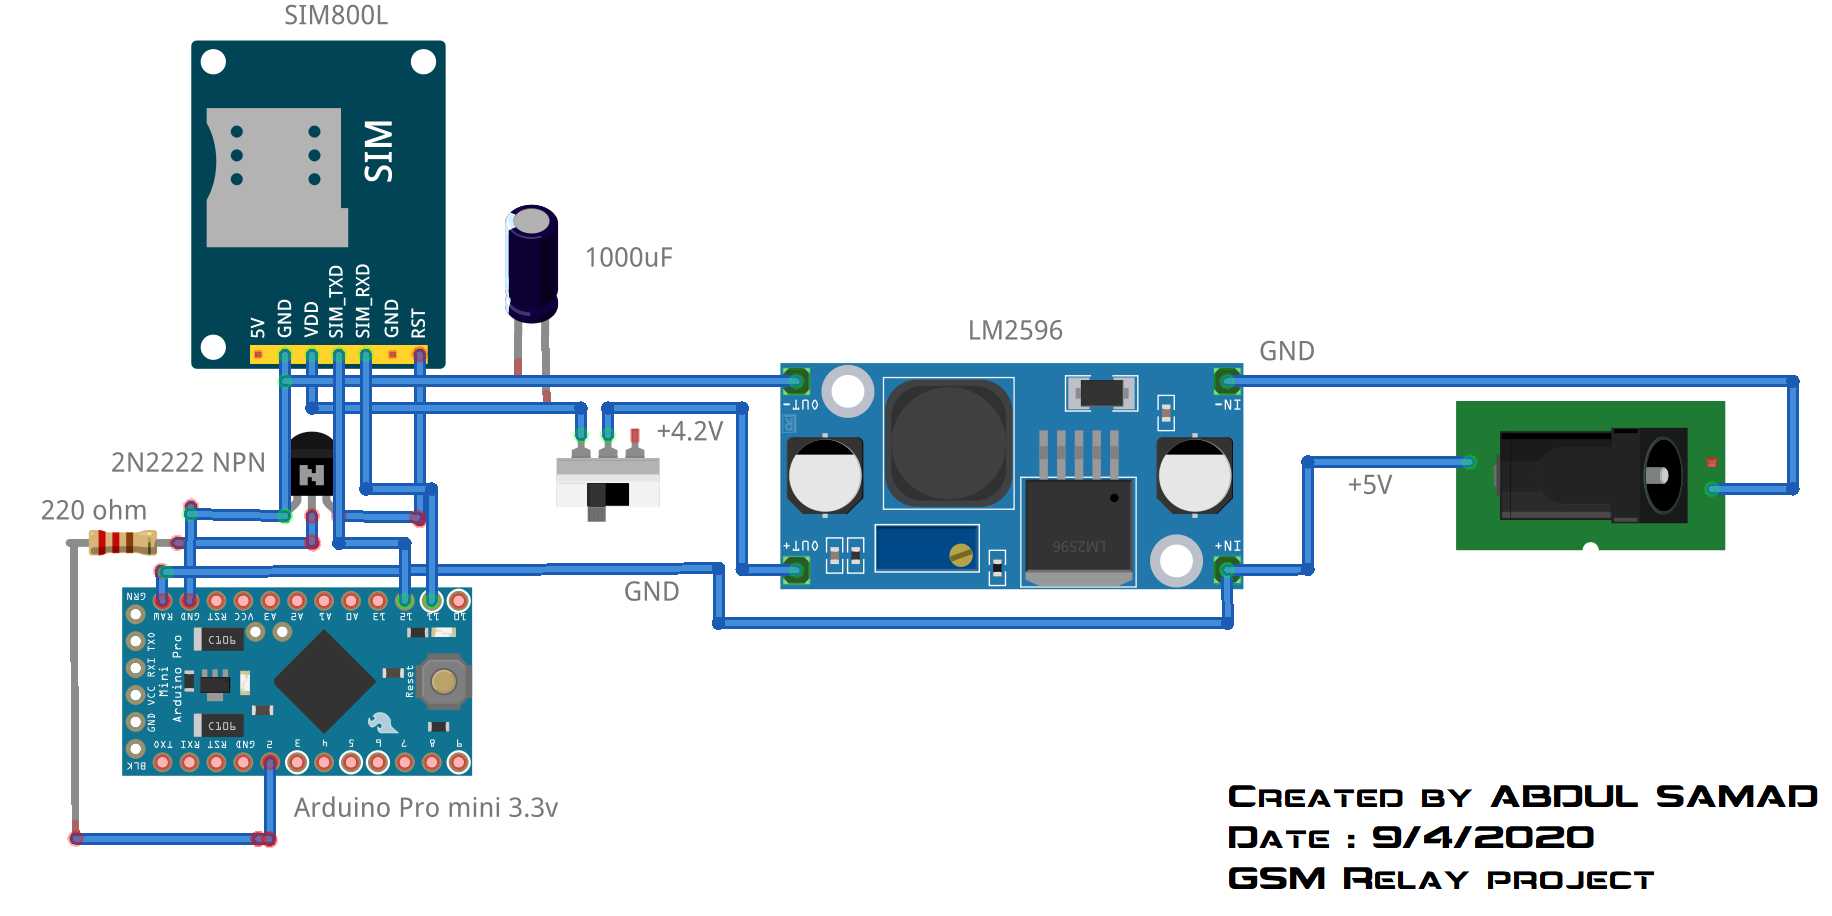 SIM800L
SIM
5V
GND
VDD
SIM_TXD
SIM_RXD
GND
RST
1000uF
LM2596
GND
OUT-
IN-
+4.2V
2N2222 NPN
N
220 ohm
+5V
OUT+
LM2596
IN+
GND
GRN
RAW GND RST VCC A3 A2 A1 A0 13 12 11 10
TXO
RXI
VCC
GND
Arduino Pro
Mini
Reset
TXO RXI RST GND 2 3 4 5 6 7 8 9
BLK
Arduino Pro mini 3.3v
Created by ABDUL SAMAD
Date : 9/4/2020
GSM Relay project